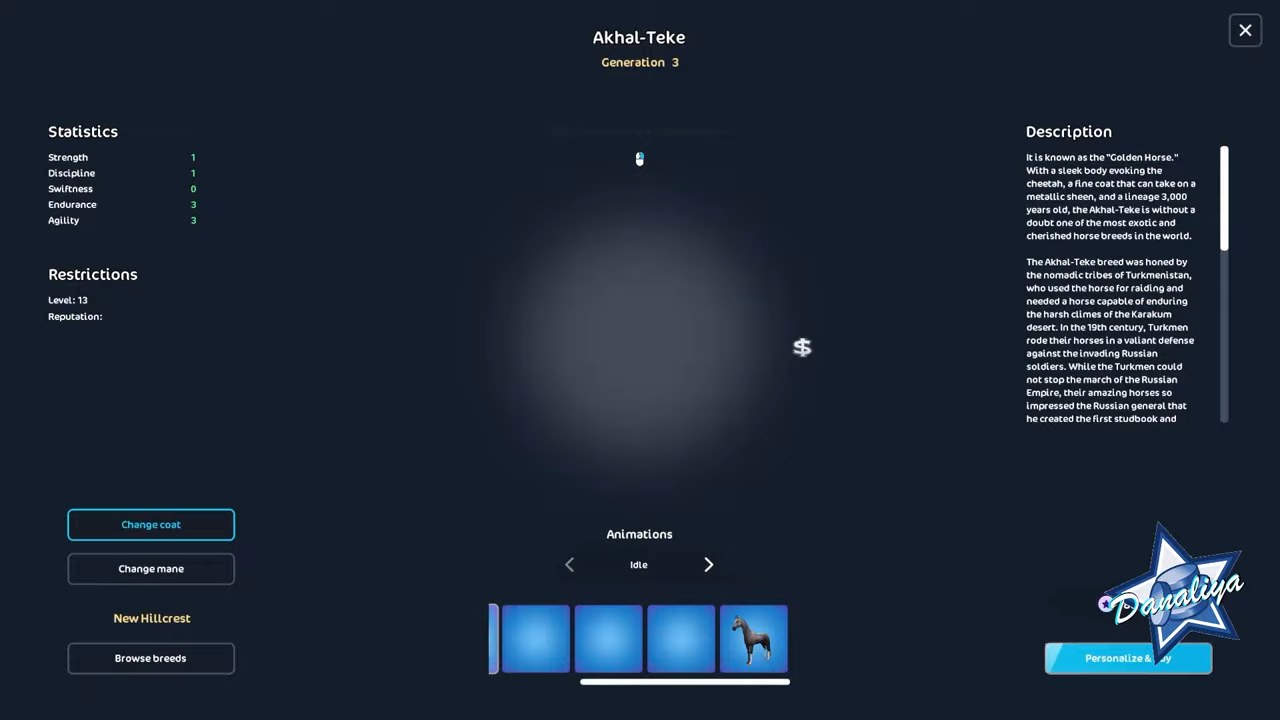 Akhal-Teke
Generation 3
Statistics
Strength 1
Discipline 1
Swiftness 0
Endurance 3
Agility 3
Restrictions
Level: 13
Reputation:
Change coat
Change mane
New Hillcrest
Browse breeds
$
Animations
Idle
Description
It is known as the "Golden Horse."
With a sleek body evoking the
cheetah, a fine coat that can take on a
metallic sheen, and a lineage 3,000
years old, the Akhal-Teke is without a
doubt one of the most exotic and
cherished horse breeds in the world.
The Akhal-Teke breed was honed by
the nomadic tribes of Turkmenistan,
who used the horse for raiding and
needed a horse capable of enduring
the harsh climes of the Karakum
desert. In the 19th century, Turkmen
rode their horses in a valiant defense
against the invading Russian
soldiers. While the Turkmen could
not stop the march of the Russian
Empire, their amazing horses so
impressed the Russian general that
he created the first studbook and
Danaliya
Personalize &